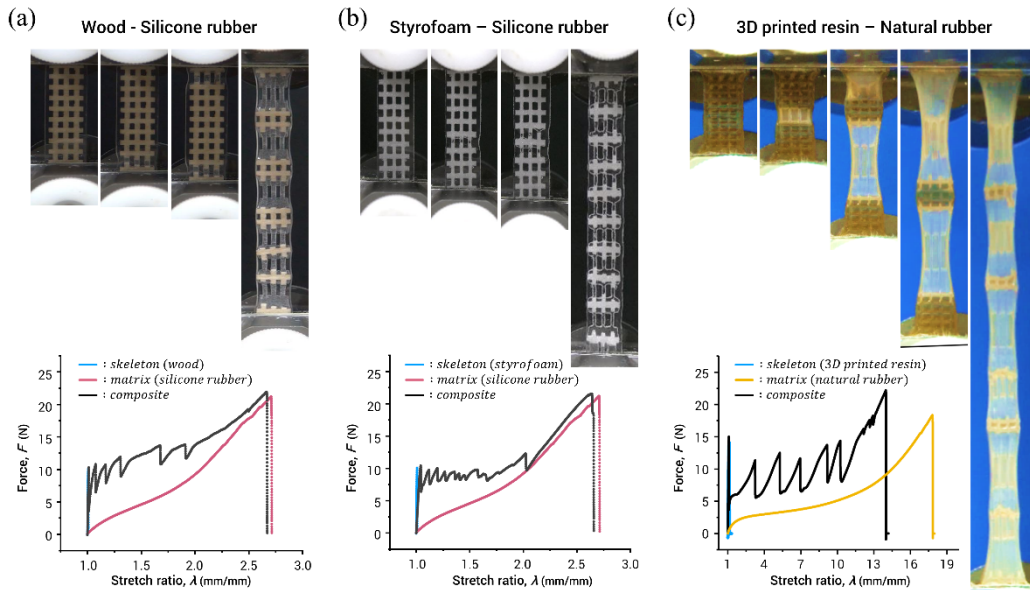 (a)
Wood - Silicone rubber
: skeleton (wood)
: matrix (silicone rubber)
: composite
Force, F (N)
25
20
15
10
5
0
1.0 1.5 2.0 2.5 3.0
Stretch ratio, λ (mm/mm)
(b)
Styrofoam – Silicone rubber
: skeleton (styrofoam)
: matrix (silicone rubber)
: composite
Force, F (N)
25
20
15
10
5
0
1.0 1.5 2.0 2.5 3.0
Stretch ratio, λ (mm/mm)
(c)
3D printed resin – Natural rubber
: skeleton (3D printed resin)
: matrix (natural rubber)
: composite
Force, F (N)
25
20
15
10
5
0
1 4 7 10 13 16 19
Stretch ratio, λ (mm/mm)